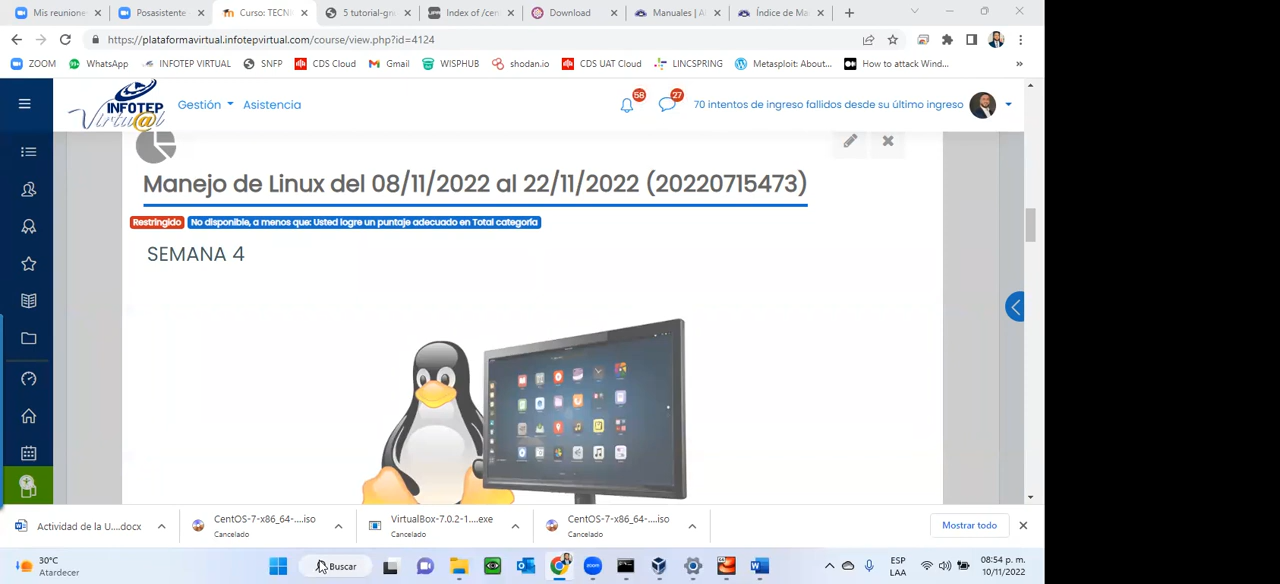 Mis reunione
Posasistente -
Curso: TECNI
5 tutorial-gn
Index of /cen
Download
Manuales | Al
Índice de Ma
https://plataformavirtual.infotepvirtual.com/course/view.php?id=4124
ZOOM
WhatsApp
INFOTEP VIRTUAL
SNFP
CDS Cloud
Gmail
WISPHUB
shodan.io
CDS UAT Cloud
LINCSPRING
Metasploit: About...
How to attack Wind...
»
INFOTEP
Virtu@l
Gestión
Asistencia
58
27
70 intentos de ingreso fallidos desde su último ingreso
Manejo de Linux del 08/11/2022 al 22/11/2022 (20220715473)
Restringido No disponible, a menos que: Usted logre un puntaje adecuado en Total categoría
SEMANA 4
Actividad de la U....docx
CentOS-7-x86_64-....iso
Cancelado
VirtualBox-7.0.2-1....exe
Cancelado
CentOS-7-x86_64-....iso
Cancelado
Mostrar todo
30°C
Atardecer
Buscar
zoom
ESP
LAA
08:54 p. m.
10/11/2022